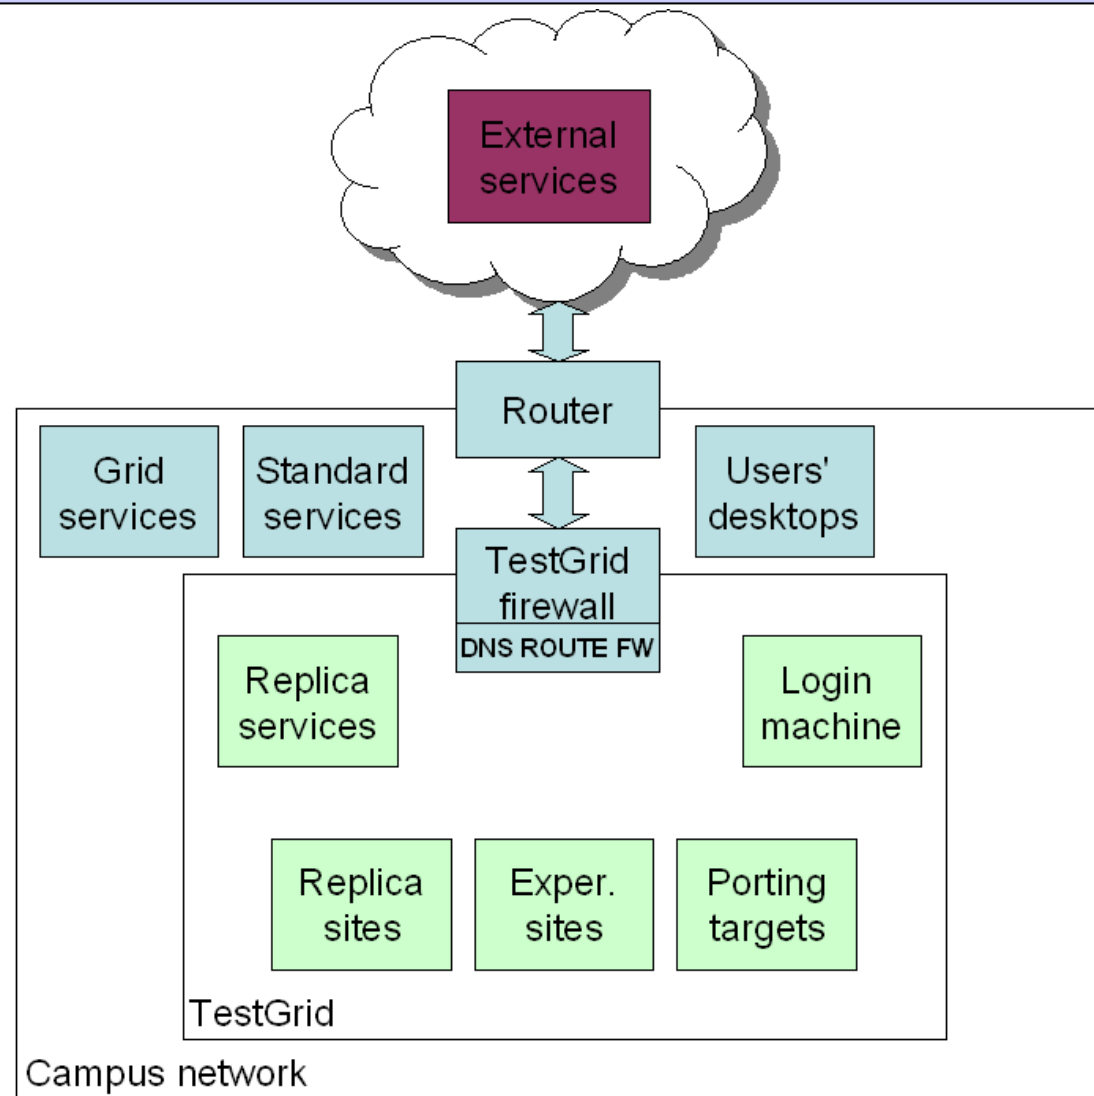 External
services
Router
Grid
services
Standard
services
Users'
desktops
TestGrid
firewall
DNS ROUTE FW
Replica
services
Login
machine
Replica
sites
Exper.
sites
Porting
targets
TestGrid
Campus network